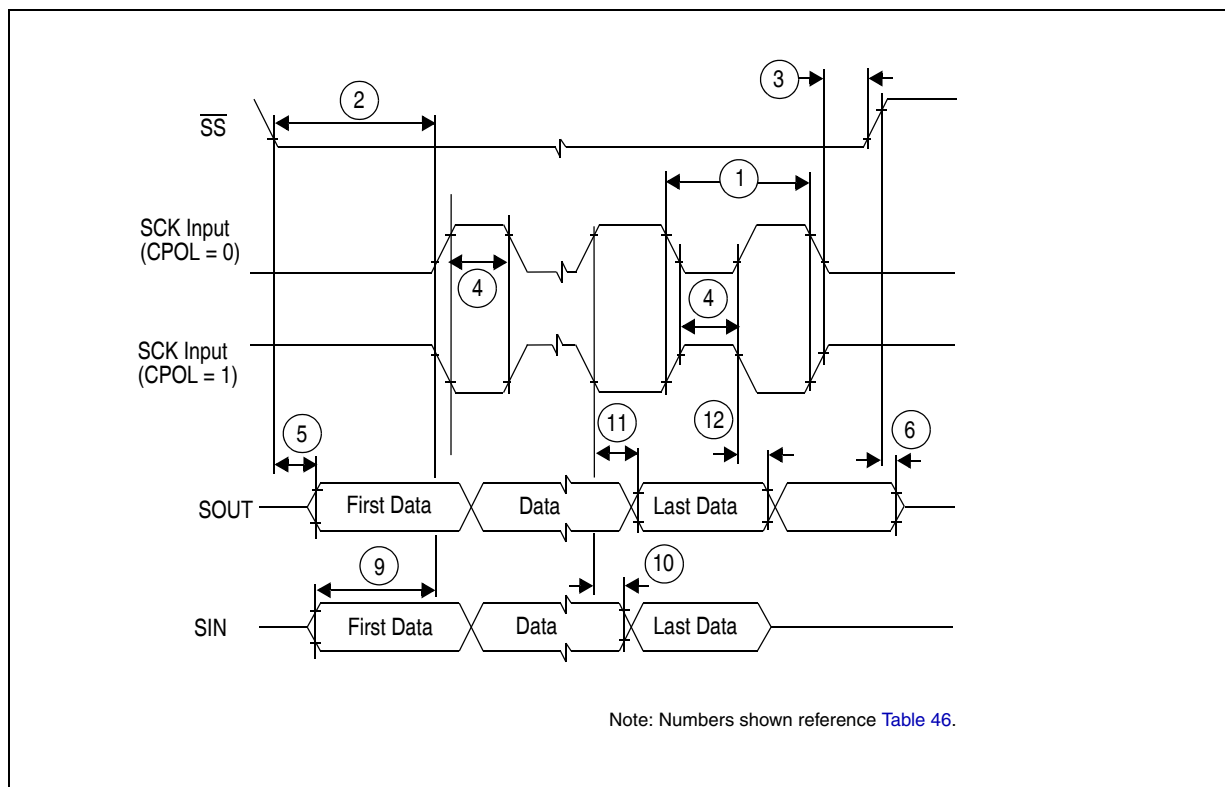 3
2
SS
1
SCK Input
(CPOL = 0)
4
4
SCK Input
(CPOL = 1)
11
12
5
6
SOUT
First Data
Data
Last Data
9
10
SIN
First Data
Data
Last Data
Note: Numbers shown reference Table 46.